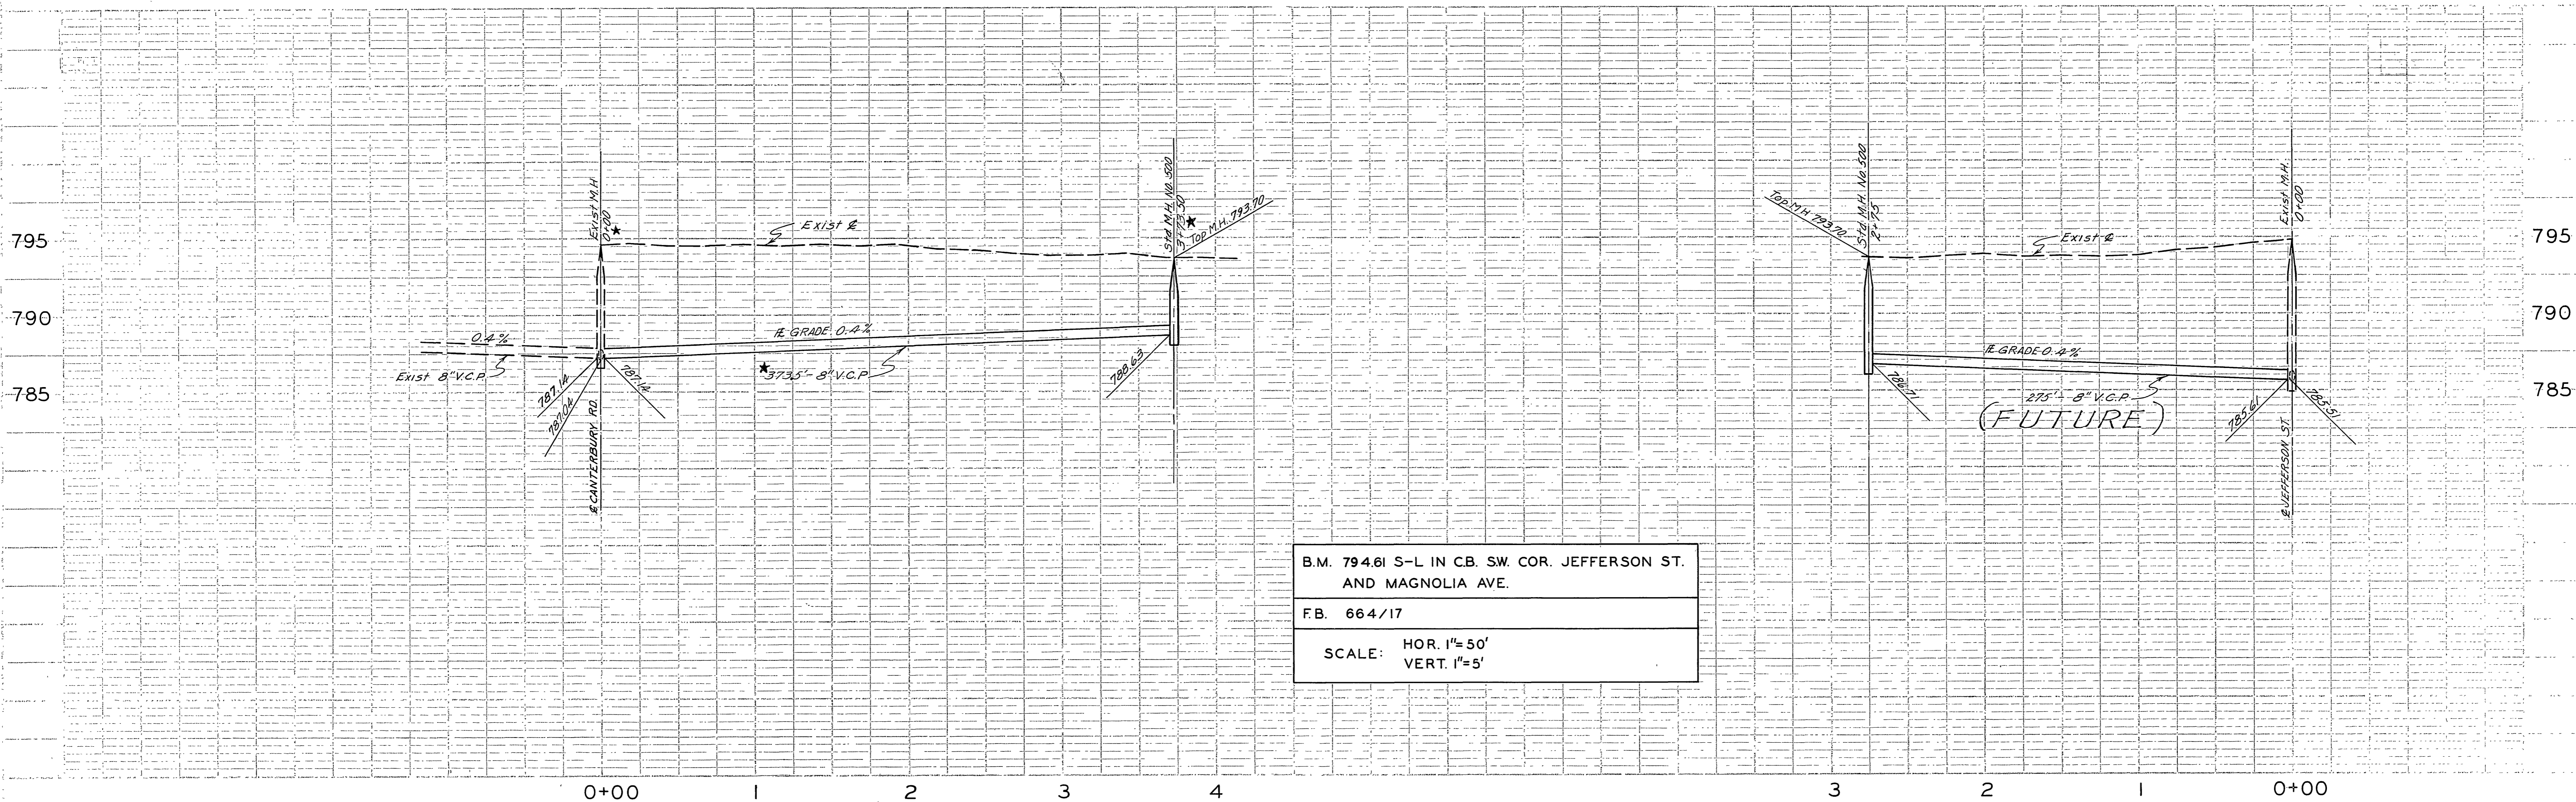 795
790
785
Exist M.H.
0+00
Exist ℄
Std M.H. No. 500
3+73.50
Top M.H. 793.70
0.4%
Exist 8" V.C.P.
℄ GRADE 0.4%
373.5' - 8" V.C.P.
787.14
787.04
787.14
788.63
℄ CANTERBURY RD.
Top M.H. 793.70
Std M.H. No. 500
2+75
Exist ℄
Exist M.H.
0+00
GRADE 0.4%
275' - 8" V.C.P.
(FUTURE)
786.71
785.61
785.51
℄ JEFFERSON ST.
795
790
785
B.M. 794.61 S-L IN C.B. S.W. COR. JEFFERSON ST.
AND MAGNOLIA AVE.
F.B. 664/17
SCALE: HOR. 1"=50'
VERT. 1"=5'
0+00 1 2 3 4 3 2 1 0+00